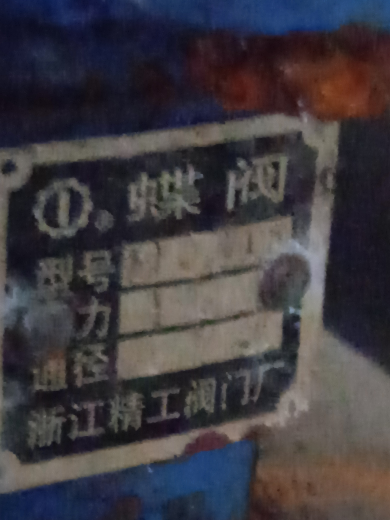 蝶阀
型号
力
通径
浙江精工阀门厂